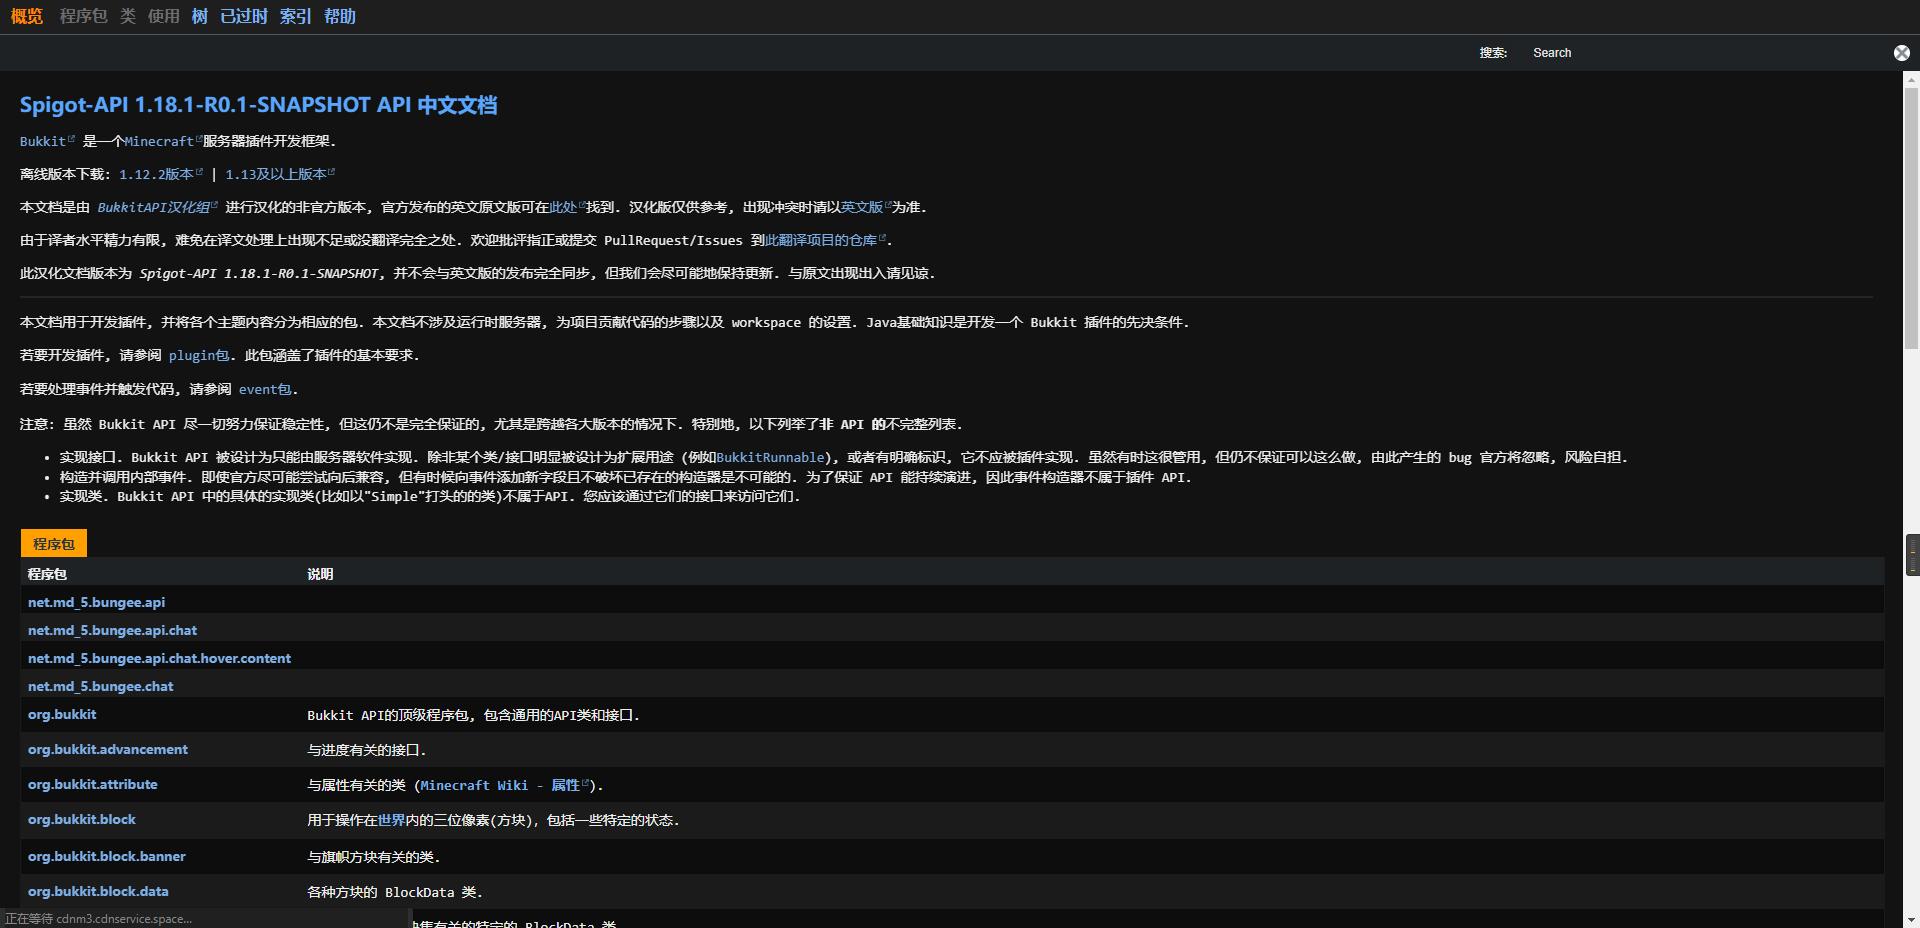 概览 程序包 类 使用 树 已过时 索引 帮助
搜索: Search
Spigot-API 1.18.1-R0.1-SNAPSHOT API 中文文档
Bukkit 是一个Minecraft服务器插件开发框架.
离线版本下载: 1.12.2版本 | 1.13及以上版本
本文档是由 BukkitAPI汉化组 进行汉化的非官方版本, 官方发布的英文原文版可在此处找到. 汉化版仅供参考, 出现冲突时请以英文版为准.
由于译者水平精力有限, 难免在译文处理上出现不足或没翻译完全之处. 欢迎批评指正或提交 PullRequest/Issues 到此翻译项目的仓库.
此汉化文档版本为 Spigot-API 1.18.1-R0.1-SNAPSHOT, 并不会与英文版的发布完全同步, 但我们会尽可能地保持更新. 与原文出现出入请见谅.
本文档用于开发插件, 并将各个主题内容分为相应的包. 本文档不涉及运行时服务器, 为项目贡献代码的步骤以及 workspace 的设置. Java基础知识是开发一个 Bukkit 插件的先决条件.
若要开发插件, 请参阅 plugin包. 此包涵盖了插件的基本要求.
若要处理事件并触发代码, 请参阅 event包.
注意: 虽然 Bukkit API 尽一切努力保证稳定性, 但这仍不是完全保证的, 尤其是跨越各大版本的情况下. 特别地, 以下列举了非 API 的不完整列表.
• 实现接口. Bukkit API 被设计为只能由服务器软件实现. 除非某个类/接口明显被设计为扩展用途 (例如BukkitRunnable), 或者有明确标识, 它不应被插件实现. 虽然有时这很管用, 但仍不保证可以这么做, 由此产生的 bug 官方将忽略, 风险自担.
• 构造并调用内部事件. 即使官方尽可能尝试向后兼容, 但有时候向事件添加新字段且不破坏已存在的构造器是不可能的. 为了保证 API 能持续演进, 因此事件构造器不属于插件 API.
• 实现类. Bukkit API 中的具体的实现类(比如以"Simple"打头的的类)不属于API. 您应该通过它们的接口来访问它们.
程序包
程序包 说明
net.md_5.bungee.api
net.md_5.bungee.api.chat
net.md_5.bungee.api.chat.hover.content
net.md_5.bungee.chat
org.bukkit Bukkit API的顶级程序包, 包含通用的API类和接口.
org.bukkit.advancement 与进度有关的接口.
org.bukkit.attribute 与属性有关的类 (Minecraft Wiki - 属性).
org.bukkit.block 用于操作在世界内的三位像素(方块), 包括一些特定的状态.
org.bukkit.block.banner 与旗帜方块有关的类.
org.bukkit.block.data 各种方块的 BlockData 类.
正在等待 cdnm3.cdnservice.space...
有关的特定的 BlockData 类